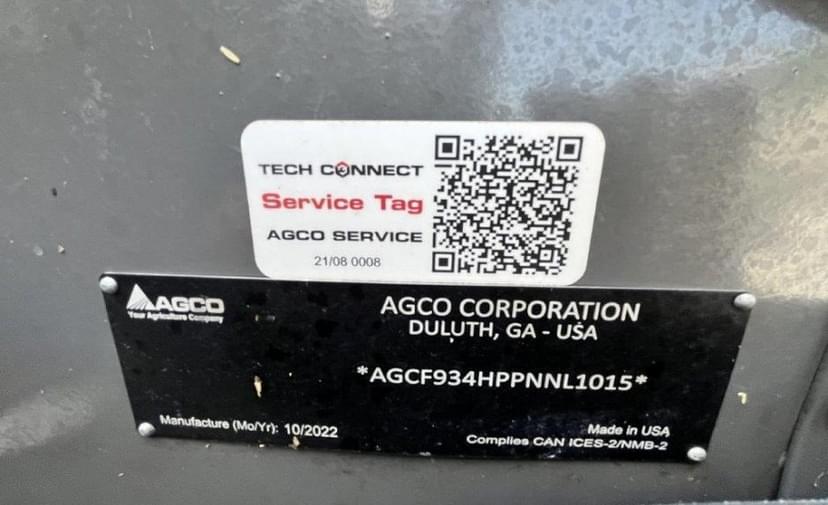 TECH CONNECT
Service Tag
AGCO SERVICE
21/08 0008
AGCO
Your Agriculture Company
AGCO CORPORATION
DULUTH, GA - USA
*AGCF934HPPNNL1015*
Manufacture (Mo/Yr): 10/2022
Made in USA
Complies CAN ICES-2/NMB-2